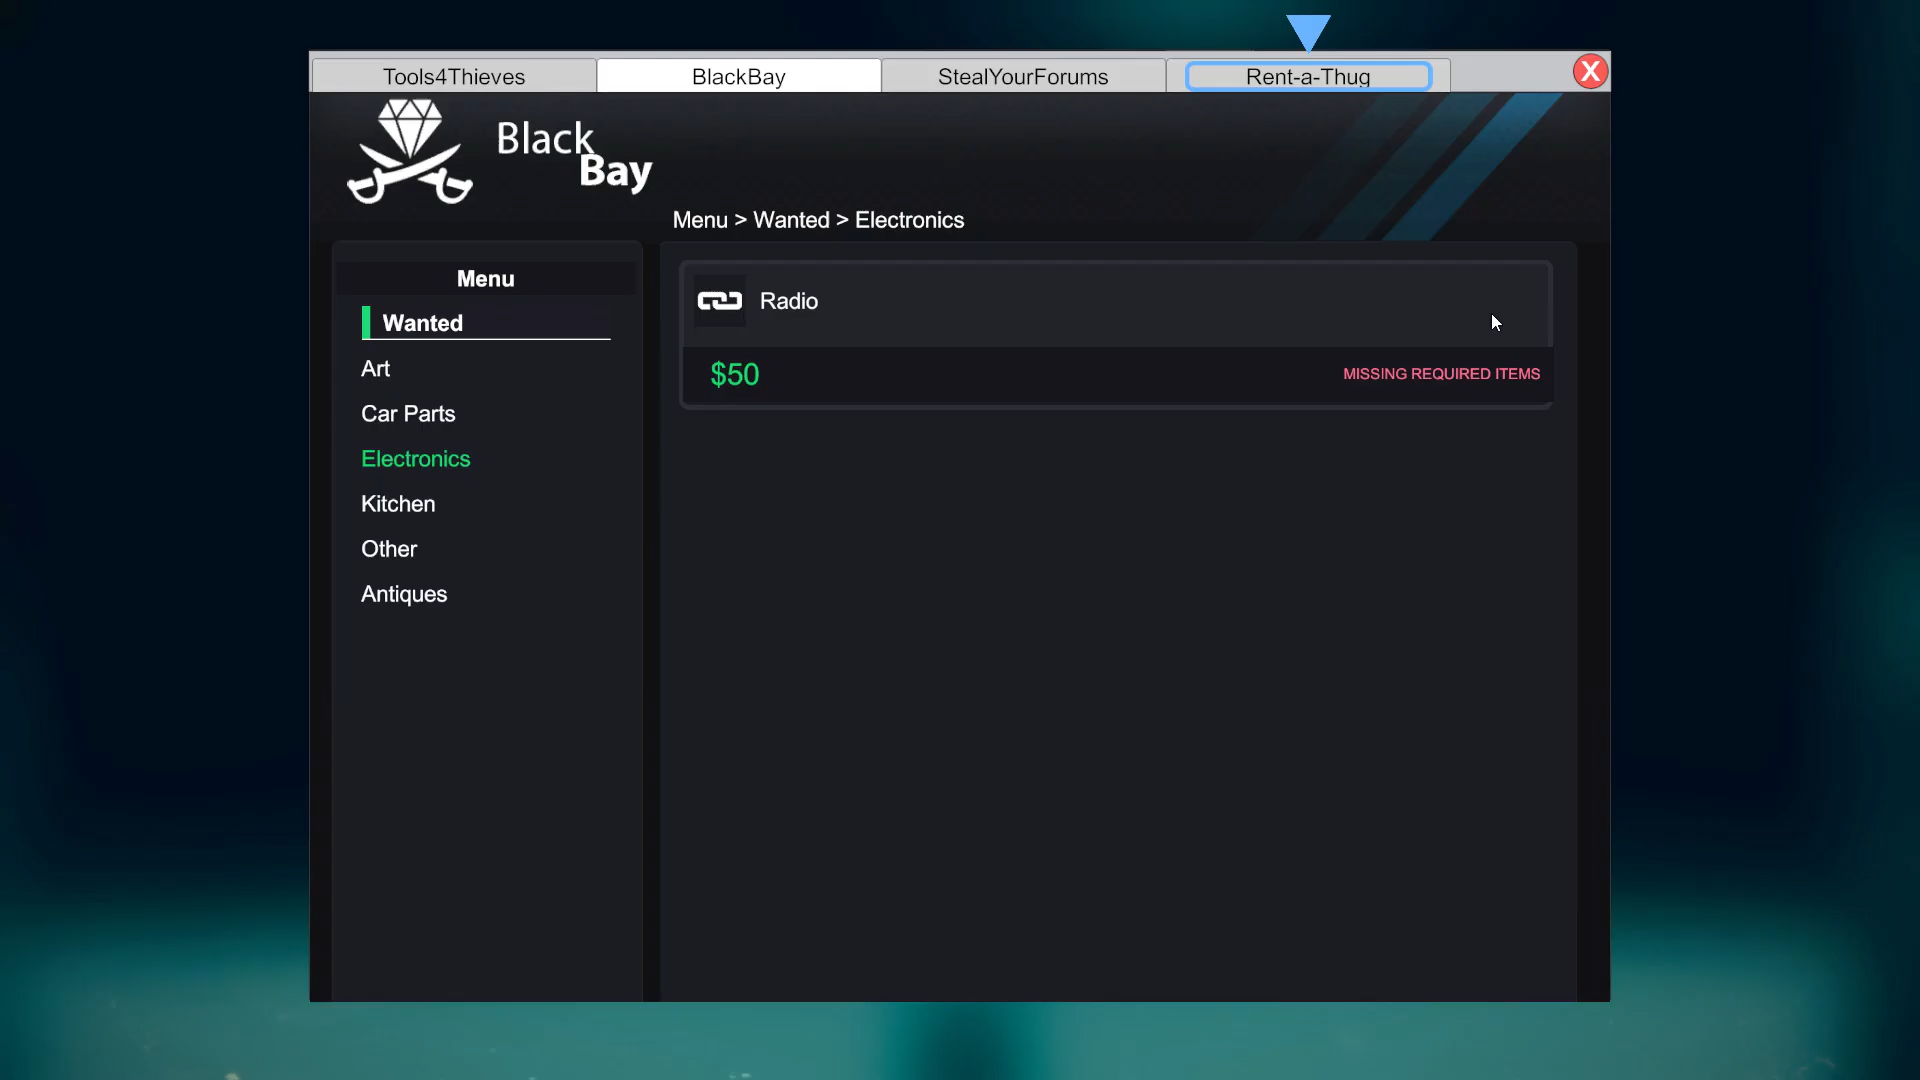 Tools4Thieves
BlackBay
StealYourForums
Rent-a-Thug
X
Black
Bay
Menu > Wanted > Electronics
Menu
Wanted
Art
Car Parts
Electronics
Kitchen
Other
Antiques
Radio
$50
MISSING REQUIRED ITEMS